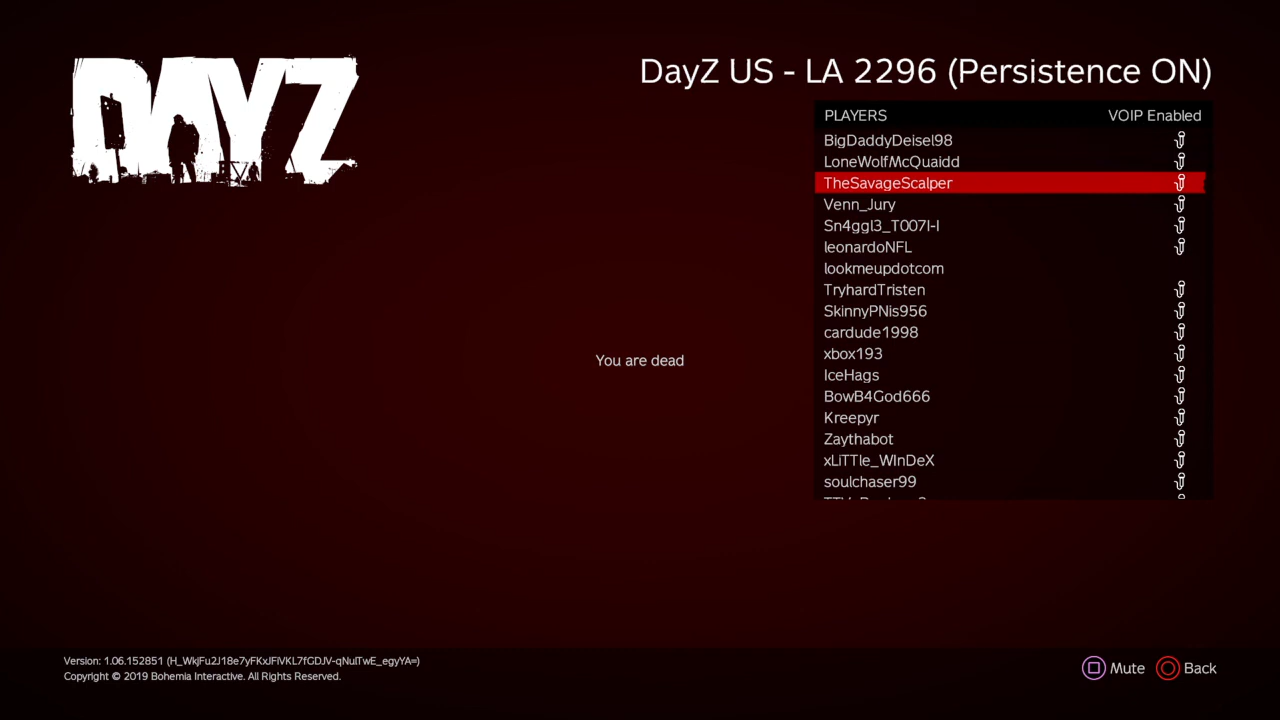 DAYZ
DayZ US - LA 2296 (Persistence ON)
PLAYERS VOIP Enabled
BigDaddyDeisel98
LoneWolfMcQuaidd
TheSavageScalper
Venn_Jury
Sn4ggl3_T007l-l
leonardoNFL
lookmeupdotcom
TryhardTristen
SkinnyPNis956
cardude1998
xbox193
IceHags
BowB4God666
Kreepyr
Zaythabot
xLiTTle_WInDeX
soulchaser99
You are dead
Version: 1.06.152851
Copyright © 2019 Bohemia Interactive. All Rights Reserved.
Mute Back